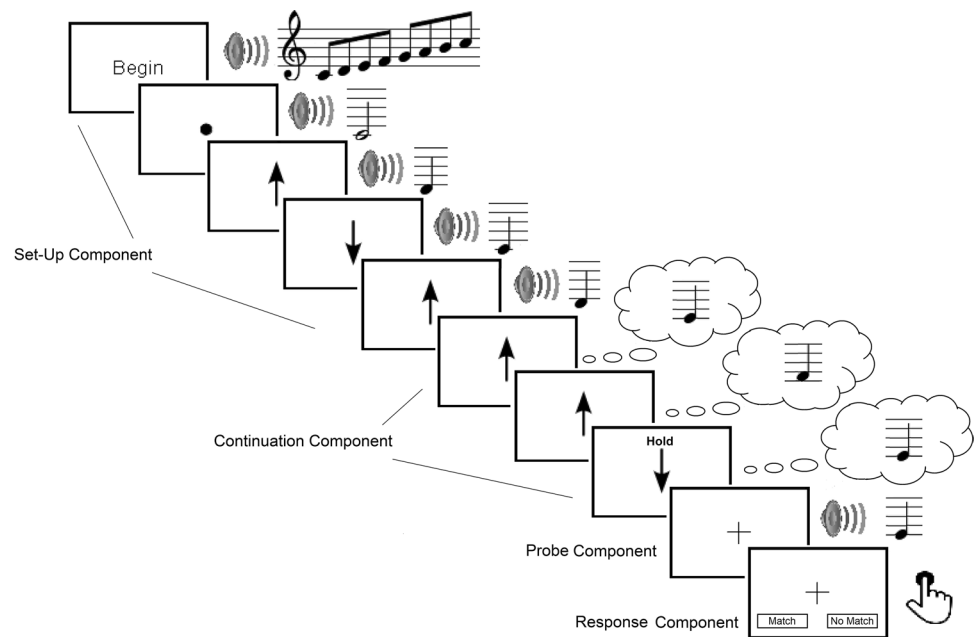 Begin
Set-Up Component
Continuation Component
Hold
Probe Component
Response Component
Match
No Match